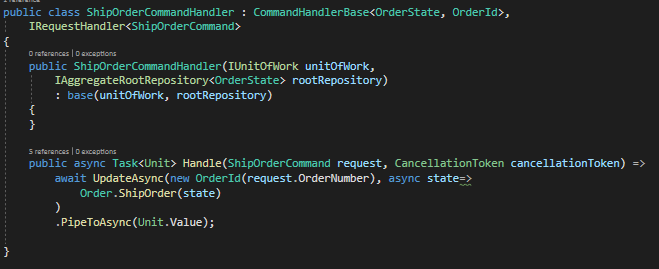 public class ShipOrderCommandHandler : CommandHandlerBase<OrderState, OrderId>,
IRequestHandler<ShipOrderCommand>
{
0 references | 0 exceptions
public ShipOrderCommandHandler(IUnitOfWork unitOfWork,
IAggregateRootRepository<OrderState> rootRepository)
: base(unitOfWork, rootRepository)
{
}
5 references | 0 exceptions
public async Task<Unit> Handle(ShipOrderCommand request, CancellationToken cancellationToken) =>
await UpdateAsync(new OrderId(request.OrderNumber), async state=>
Order.ShipOrder(state)
)
.PipeToAsync(Unit.Value);
}